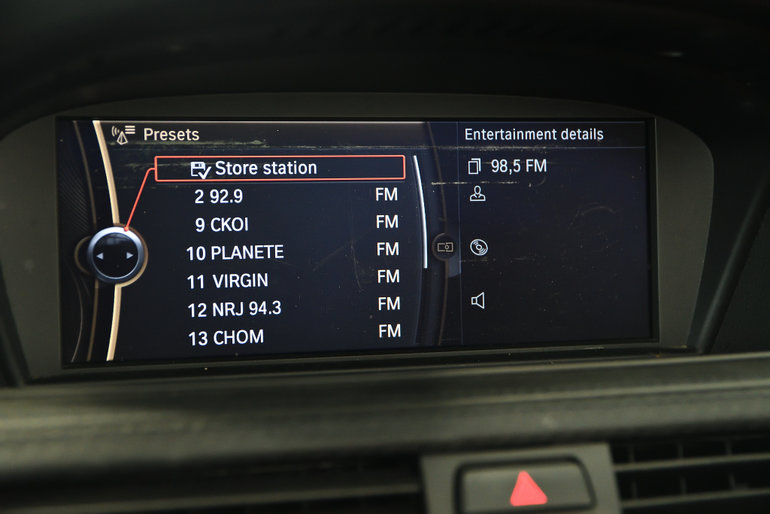 Presets
Store station
2 92.9 FM
9 CKOI FM
10 PLANETE FM
11 VIRGIN FM
12 NRJ 94.3 FM
13 CHOM FM
Entertainment details
98,5 FM